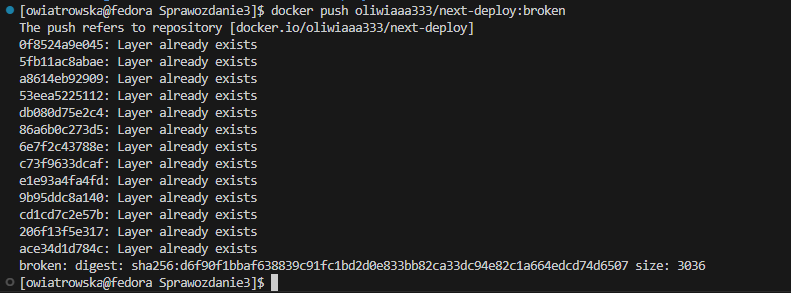 [owiatrowska@fedora Sprawozdanie3]$ docker push oliwiaaa333/next-deploy:broken
The push refers to repository [docker.io/oliwiaaa333/next-deploy]
0f8524a9e045: Layer already exists
5fb11ac8abae: Layer already exists
a8614eb92909: Layer already exists
53eea5225112: Layer already exists
db080d75e2c4: Layer already exists
86a6b0c273d5: Layer already exists
6e7f2c43788e: Layer already exists
c73f9633dcaf: Layer already exists
e1e93a4fa4fd: Layer already exists
9b95ddc8a140: Layer already exists
cd1cd7c2e57b: Layer already exists
206f13f5e317: Layer already exists
ace34d1d784c: Layer already exists
broken: digest: sha256:d6f90f1bbaf638839c91fc1bd2d0e833bb82ca33dc94e82c1a664edcd74d6507 size: 3036
[owiatrowska@fedora Sprawozdanie3]$